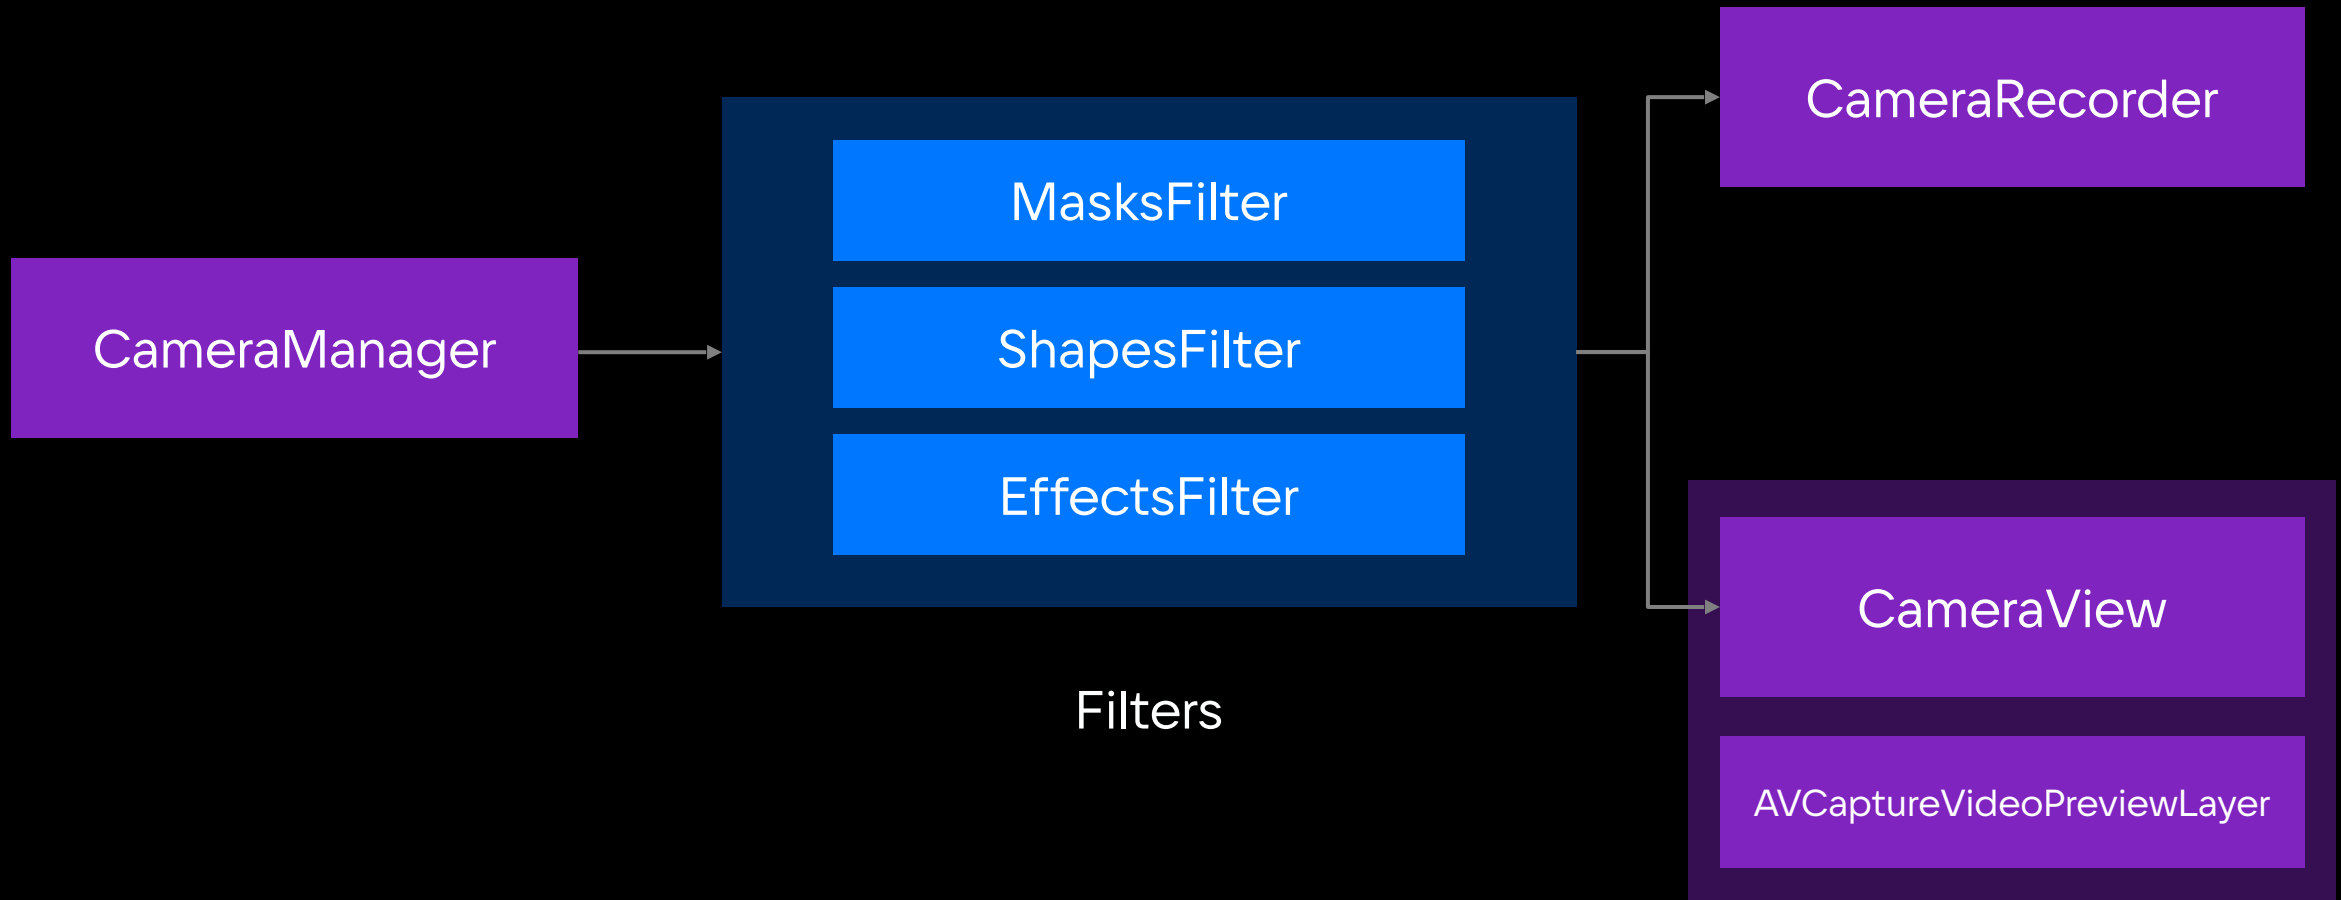 CameraManager
MasksFilter
ShapesFilter
EffectsFilter
Filters
CameraRecorder
CameraView
AVCaptureVideoPreviewLayer